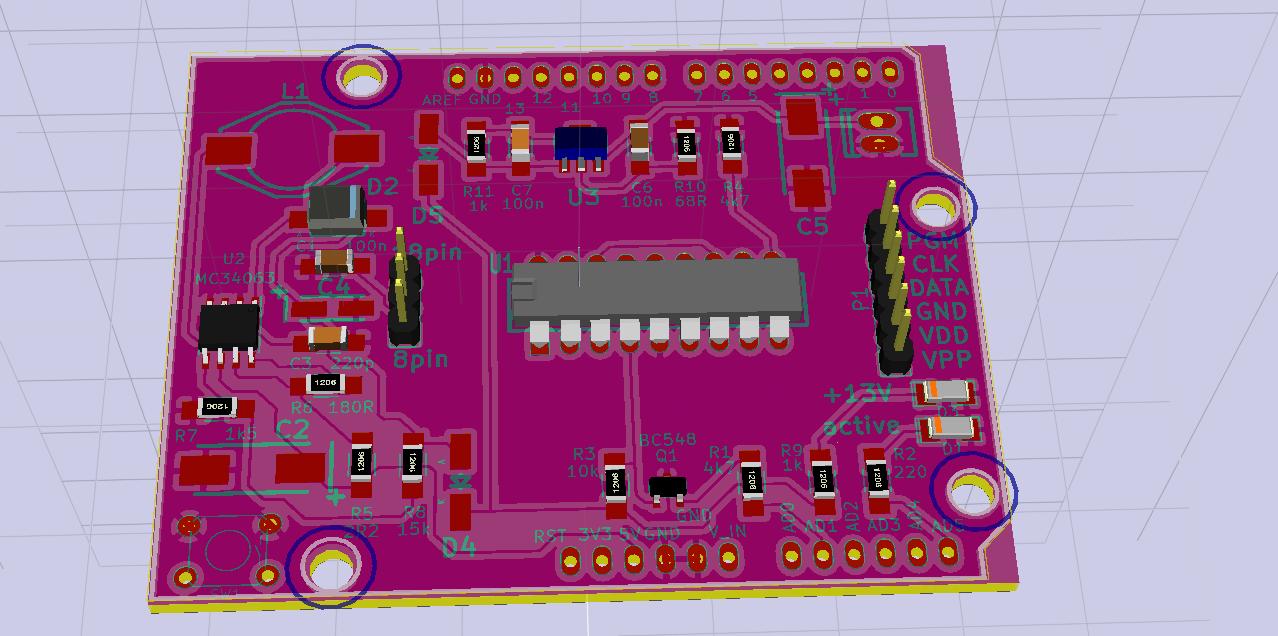 L1
AREF GND 13 12 11 10 9 8 7 6 5 1 0
+
D2
1206
1206
1206
R11
1k
C7
100n
U3
C6
100n
R10
68R
R4
4k7
C5
D5
100n
18pin
U2
MC34063
C4
U1
P1
PGM
CLK
DATA
GND
VDD
VPP
C3 220p
8pin
1206
R6 180R
1206
R7 1k5
+13V
active
D1
C2
+
1206
1206
R5
2R2
R8
15k
D4
R3
10k
1206
BC548
Q1
R1
4k7
1206
R9
1k
1206
R2
220
1206
RST 3V3 5V GND GND V_IN
AD0 AD1 AD2 AD3 AD4 AD5
SW1